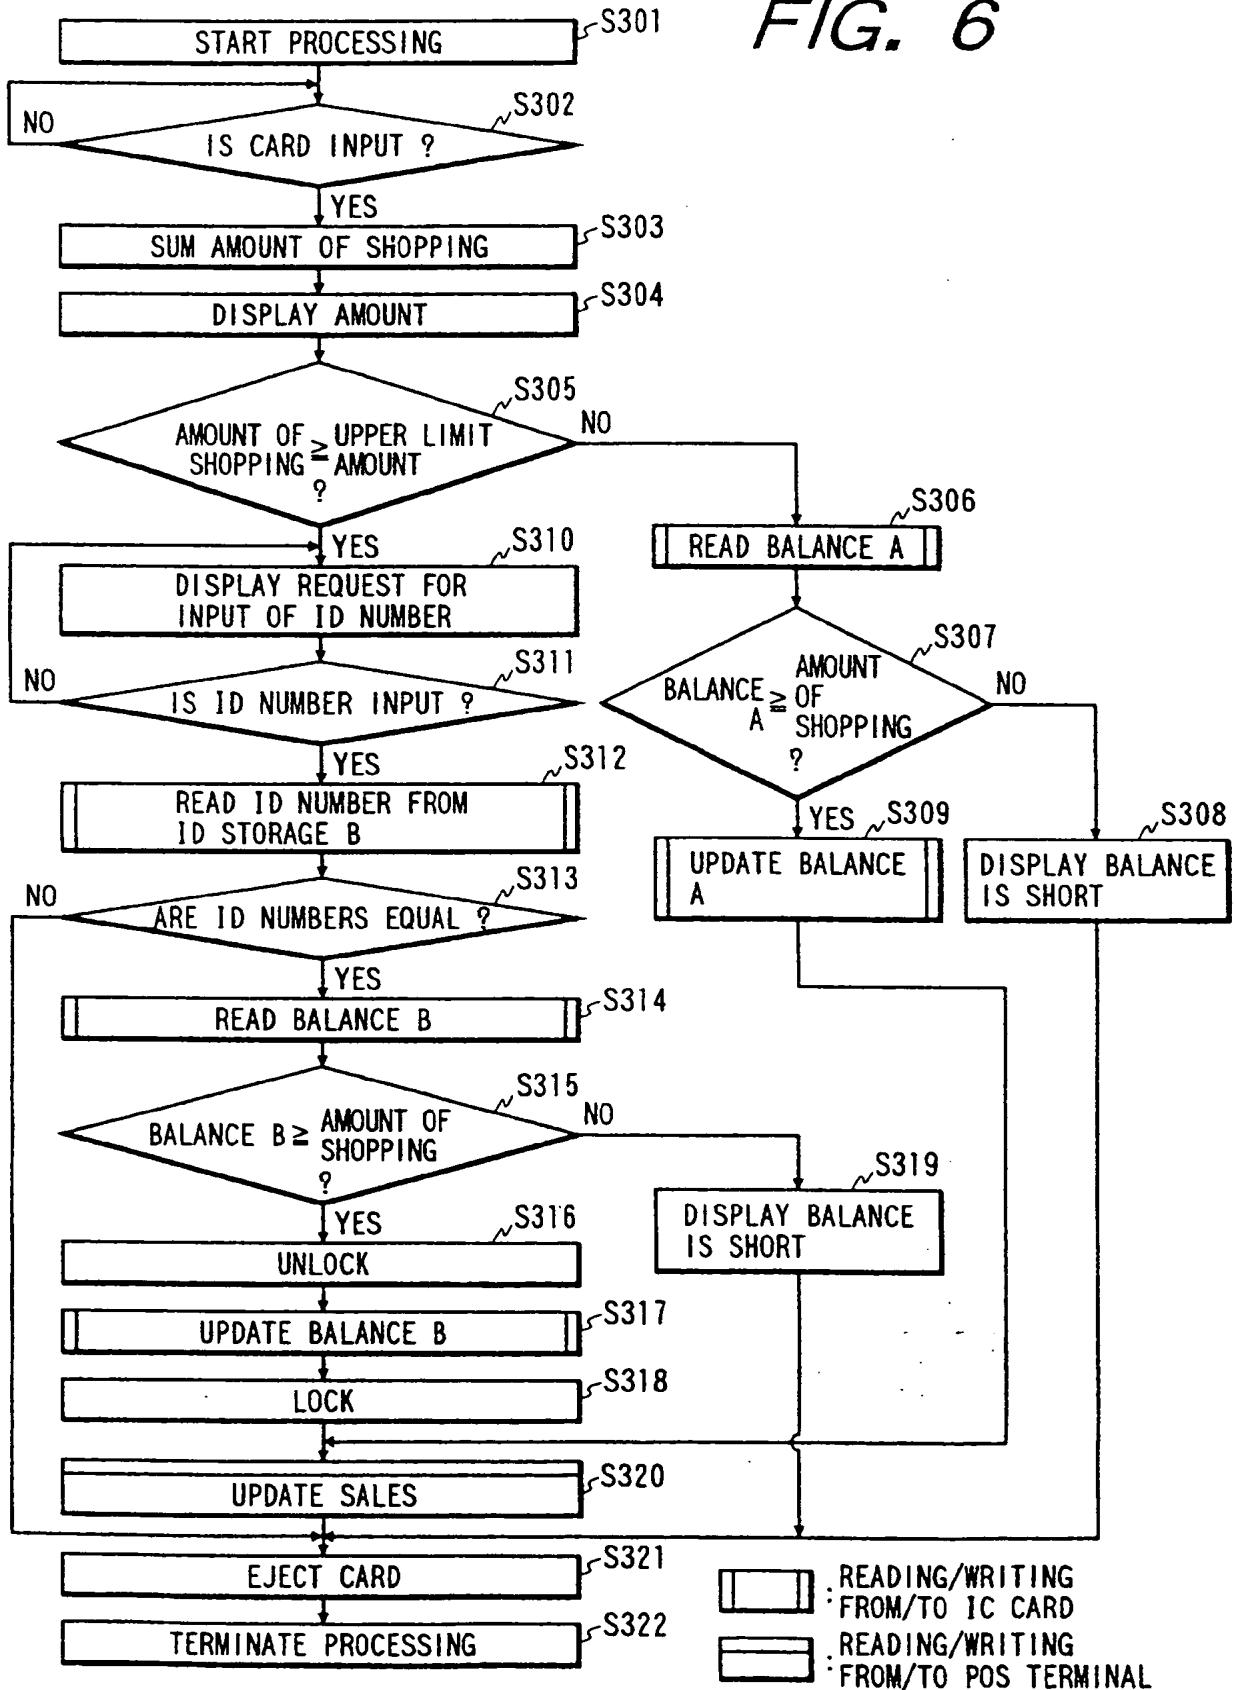 FIG. 6
S301
START PROCESSING
S302
NO
IS CARD INPUT ?
YES
S303
SUM AMOUNT OF SHOPPING
S304
DISPLAY AMOUNT
S305
NO
AMOUNT OF ≧ UPPER LIMIT
SHOPPING AMOUNT
?
YES
S306
READ BALANCE A
S307
AMOUNT
BALANCE ≧ OF
A SHOPPING
?
NO
YES
S309
UPDATE BALANCE
A
S308
DISPLAY BALANCE
IS SHORT
S310
DISPLAY REQUEST FOR
INPUT OF ID NUMBER
S311
NO
IS ID NUMBER INPUT ?
YES
S312
READ ID NUMBER FROM
ID STORAGE B
S313
NO
ARE ID NUMBERS EQUAL ?
YES
S314
READ BALANCE B
S315
NO
BALANCE B ≧ AMOUNT OF
SHOPPING
?
YES
S319
DISPLAY BALANCE
IS SHORT
S316
UNLOCK
S317
UPDATE BALANCE B
S318
LOCK
S320
UPDATE SALES
S321
EJECT CARD
S322
TERMINATE PROCESSING
: READING/WRITING
FROM/TO IC CARD
: READING/WRITING
FROM/TO POS TERMINAL